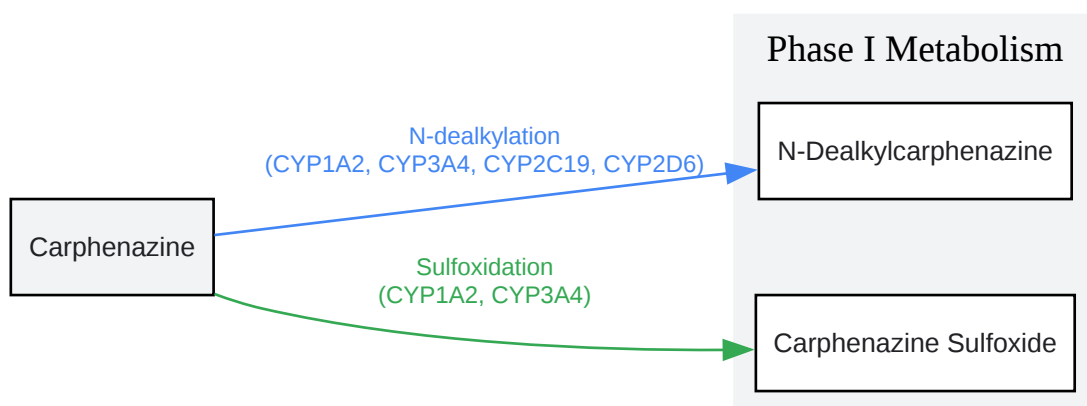 Phase I Metabolism
N-dealkylation
(CYP1A2, CYP3A4, CYP2C19, CYP2D6)
N-Dealkylcarphenazine
Carphenazine
Sulfoxidation
(CYP1A2, CYP3A4)
Carphenazine Sulfoxide